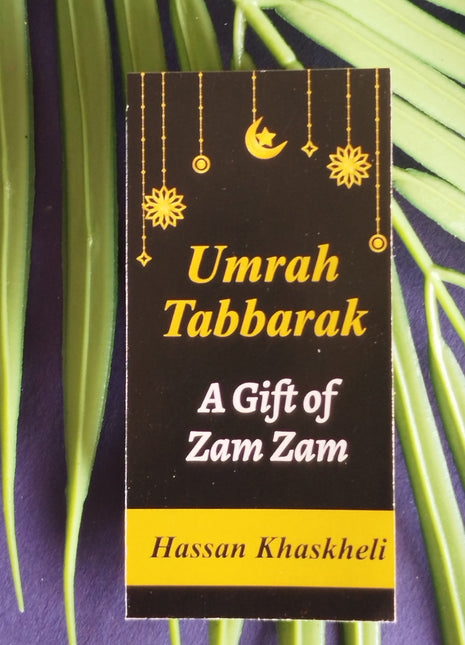 Umrah
Tabbarak
A Gift of
Zam Zam
Hassan Khaskheli